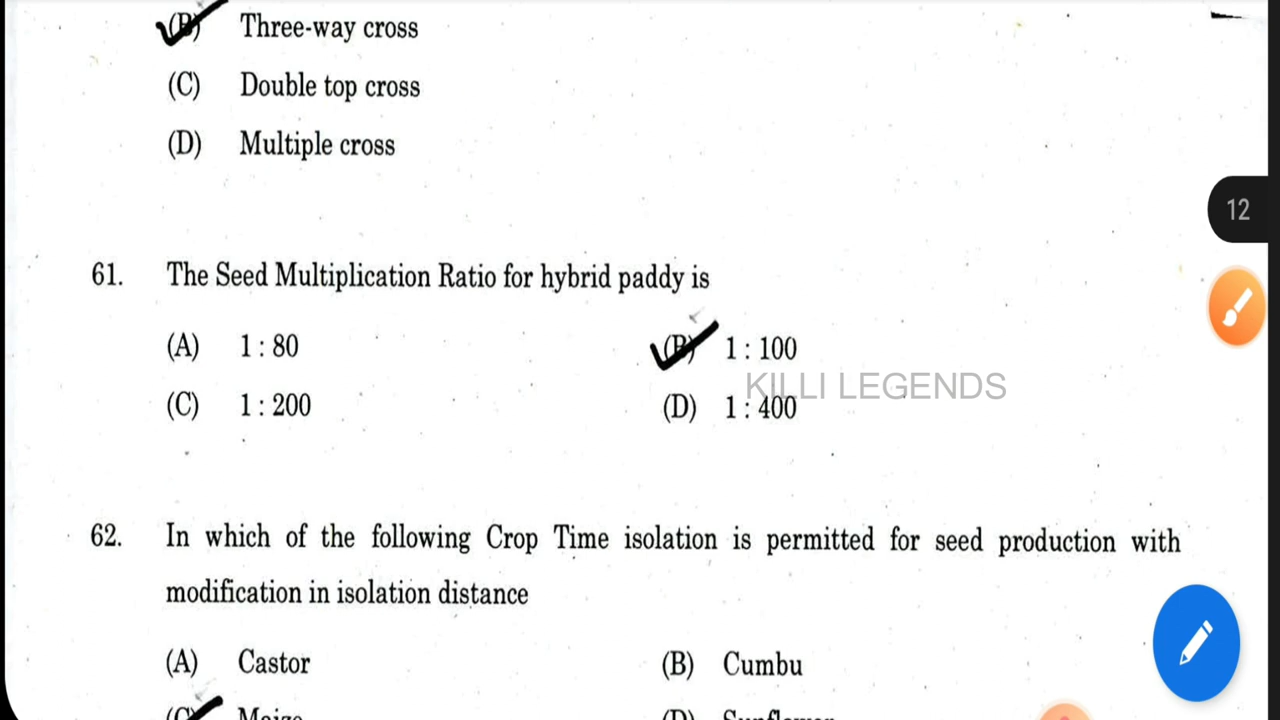 (B) Three-way cross
(C) Double top cross
(D) Multiple cross
12
61. The Seed Multiplication Ratio for hybrid paddy is
(A) 1 : 80 (B) 1 : 100
KILLI LEGENDS
(C) 1 : 200 (D) 1 : 400
62. In which of the following Crop Time isolation is permitted for seed production with
modification in isolation distance
(A) Castor (B) Cumbu
(C) Maize (D) Sunflower